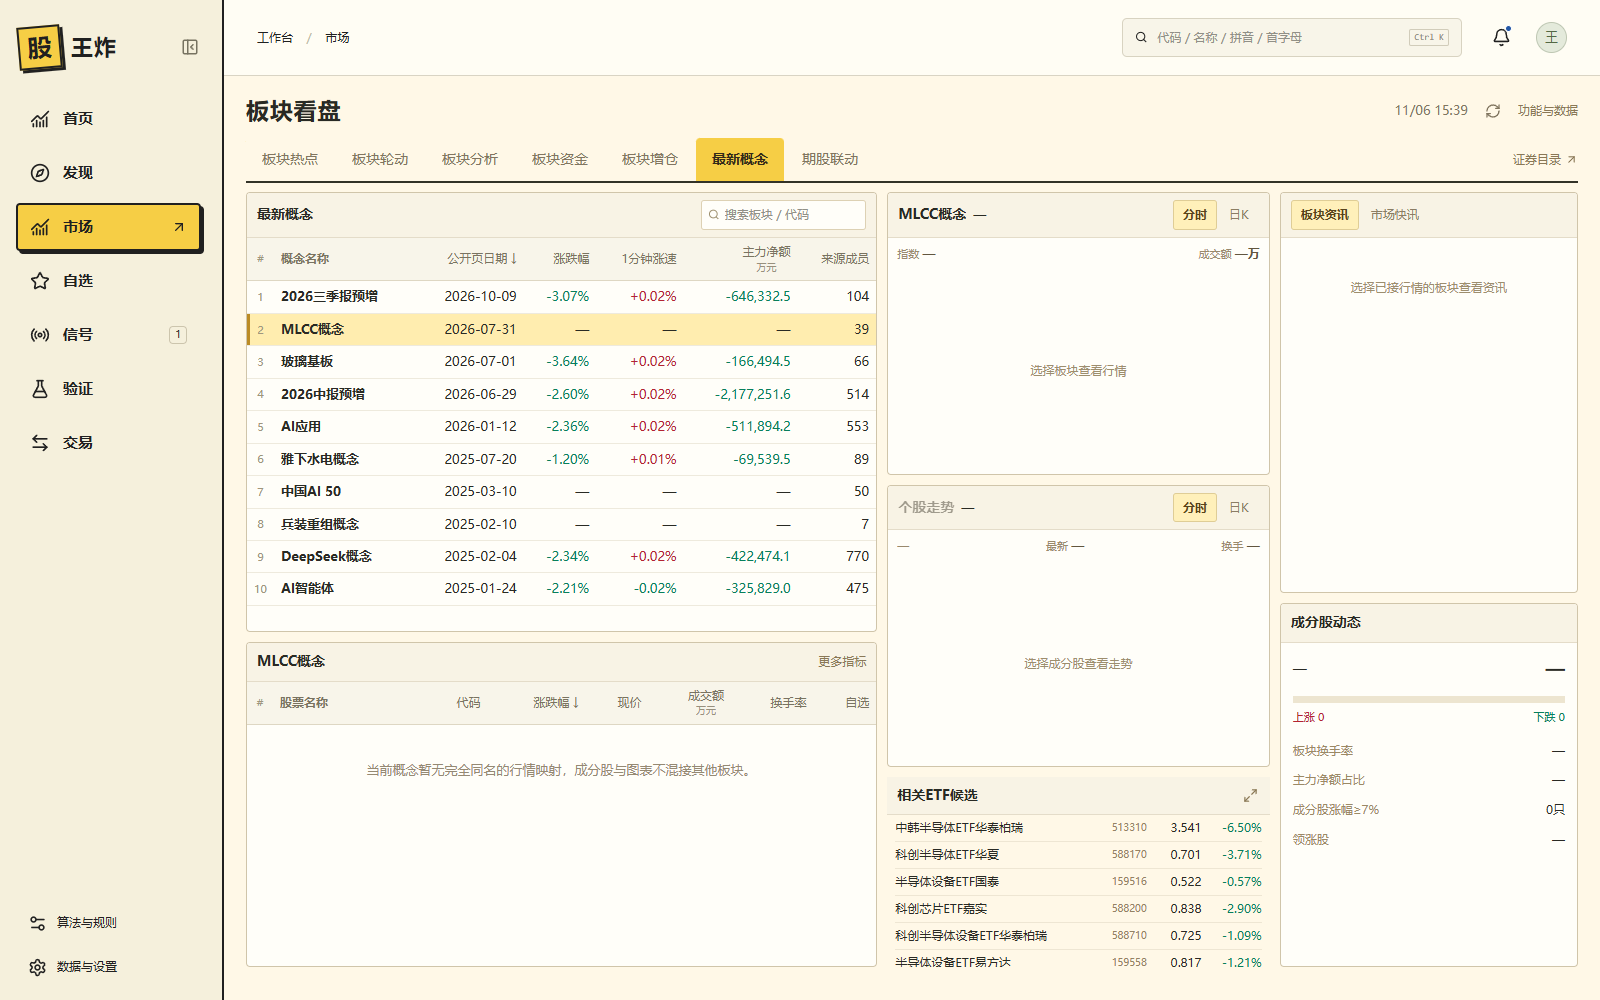 股 王炸
首页
发现
市场
自选
信号 1
验证
交易
算法与规则
数据与设置
工作台 / 市场
代码 / 名称 / 拼音 / 首字母 Ctrl K
王
板块看盘
11/06 15:39 功能与数据
板块热点 板块轮动 板块分析 板块资金 板块增仓 最新概念 期股联动
证券目录
最新概念
搜索板块 / 代码
# 概念名称 公开页日期↓ 涨跌幅 1分钟涨速 主力净额 万元 来源成员
1 2026三季报预增 2026-10-09 -3.07% +0.02% -646,332.5 104
2 MLCC概念 2026-07-31 — — — 39
3 玻璃基板 2026-07-01 -3.64% +0.02% -166,494.5 66
4 2026中报预增 2026-06-29 -2.60% +0.02% -2,177,251.6 514
5 AI应用 2026-01-12 -2.36% +0.02% -511,894.2 553
6 雅下水电概念 2025-07-20 -1.20% +0.01% -69,539.5 89
7 中国AI 50 2025-03-10 — — — 50
8 兵装重组概念 2025-02-10 — — — 7
9 DeepSeek概念 2025-02-04 -2.34% +0.02% -422,474.1 770
10 AI智能体 2025-01-24 -2.21% -0.02% -325,829.0 475
MLCC概念 更多指标
# 股票名称 代码 涨跌幅↓ 现价 成交额 万元 换手率 自选
当前概念暂无完全同名的行情映射，成分股与图表不混接其他板块。
MLCC概念 — 分时 日K
指数 — 成交额 —万
选择板块查看行情
个股走势 — 分时 日K
— 最新 — 换手 —
选择成分股查看走势
相关ETF候选
中韩半导体ETF华泰柏瑞 513310 3.541 -6.50%
科创半导体ETF华夏 588170 0.701 -3.71%
半导体设备ETF国泰 159516 0.522 -0.57%
科创芯片ETF嘉实 588200 0.838 -2.90%
科创半导体设备ETF华泰柏瑞 588710 0.725 -1.09%
半导体设备ETF易方达 159558 0.817 -1.21%
板块资讯 市场快讯
选择已接行情的板块查看资讯
成分股动态
— —
上涨 0 下跌 0
板块换手率 —
主力净额占比 —
成分股涨幅≥7% 0只
领涨股 —